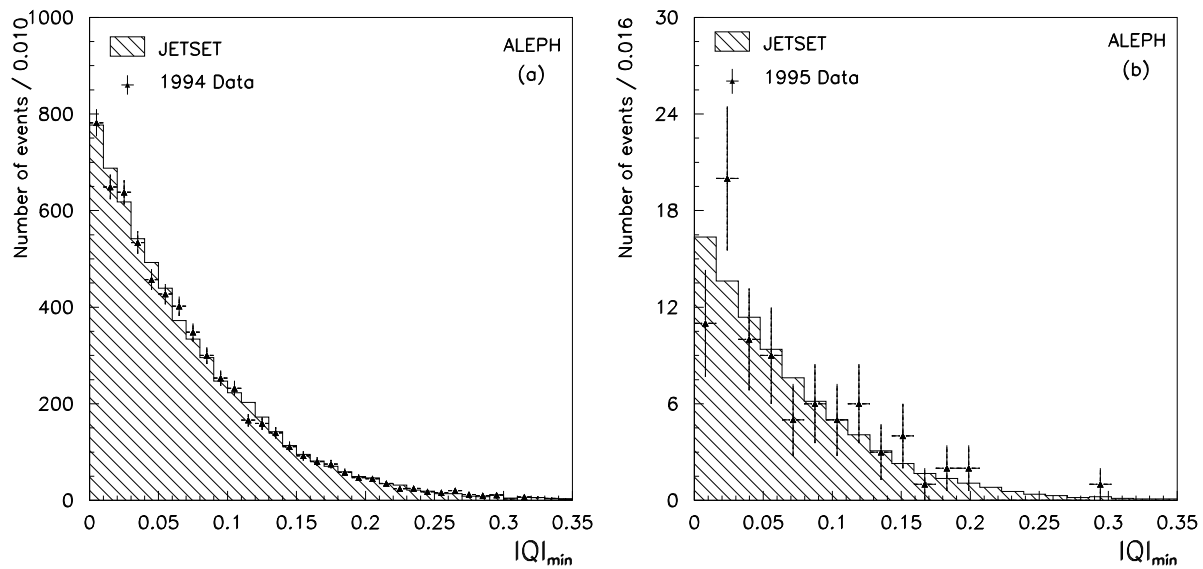 Number of events / 0.010
1000
800
600
400
200
0
JETSET
1994 Data
ALEPH
(a)
0 0.05 0.1 0.15 0.2 0.25 0.3 0.35
|Q|min
Number of events / 0.016
30
24
18
12
6
0
JETSET
1995 Data
ALEPH
(b)
0 0.05 0.1 0.15 0.2 0.25 0.3 0.35
|Q|min